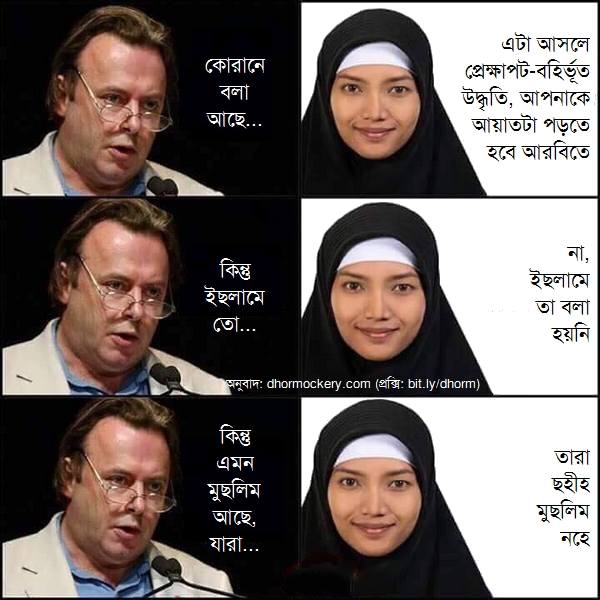 কোরানে
বলা
আছে...
এটা আসলে
প্রেক্ষাপট-বহির্ভূত
উদ্ধৃতি, আপনাকে
আয়াতটা পড়তে
হবে আরবিতে
কিন্তু
ইছলামে
তো...
না,
ইছলামে
তা বলা
হয়নি
অনুবাদ: dhormockery.com (প্রক্সি: bit.ly/dhorm)
কিন্তু
এমন
মুছলিম
আছে,
যারা...
তারা
ছহীহ
মুছলিম
নহে